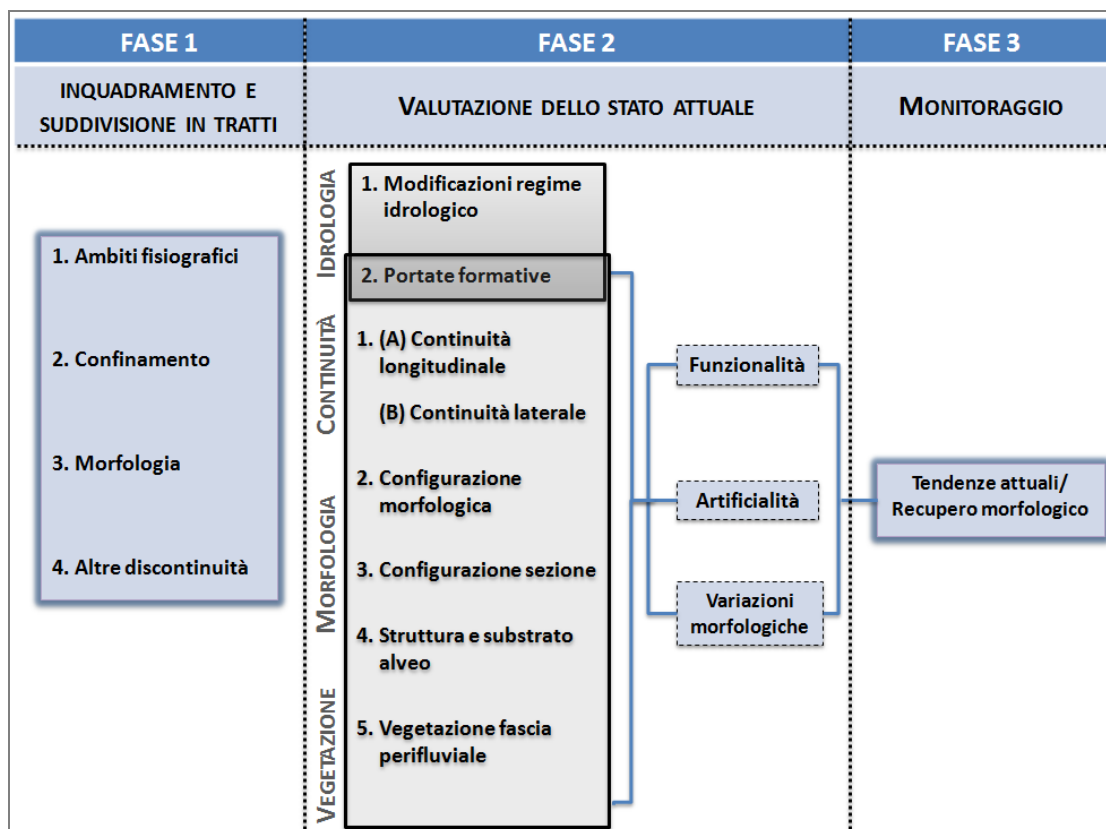 FASE 1
FASE 2
FASE 3
INQUADRAMENTO E
SUDDIVISIONE IN TRATTI
VALUTAZIONE DELLO STATO ATTUALE
MONITORAGGIO
1. Ambiti fisiografici
2. Confinamento
3. Morfologia
4. Altre discontinuità
IDROLOGIA
CONTINUITÀ
MORFOLOGIA
VEGETAZIONE
1. Modificazioni regime
idrologico
2. Portate formative
1. (A) Continuità
longitudinale
(B) Continuità laterale
2. Configurazione
morfologica
3. Configurazione sezione
4. Struttura e substrato
alveo
5. Vegetazione fascia
perifluviale
Funzionalità
Artificialità
Variazioni
morfologiche
Tendenze attuali/
Recupero morfologico